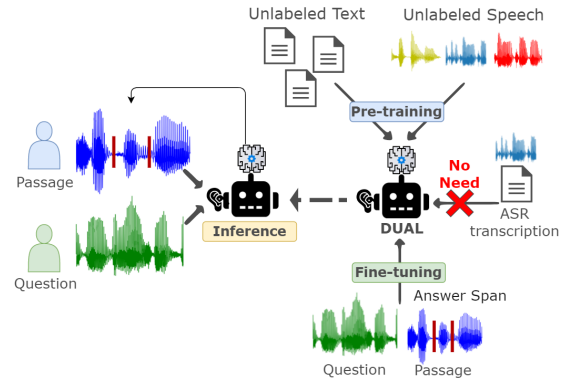 Unlabeled Text
Unlabeled Speech
Pre-training
Passage
No
Need
ASR
transcription
DUAL
Inference
Question
Fine-tuning
Answer Span
Question
Passage